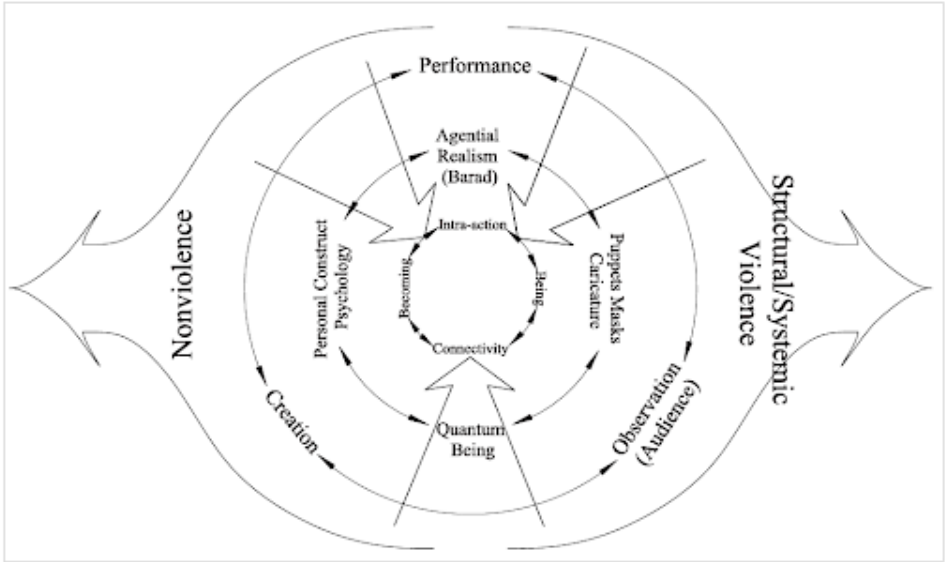 Performance
Agential
Realism
(Barad)
Intra-action
Nonviolence
Personal Construct
Psychology
Becoming
Being
Puppets Masks
Caricature
Structural/Systemic
Violence
Connectivity
Creation
Quantum
Being
Observation
(Audience)